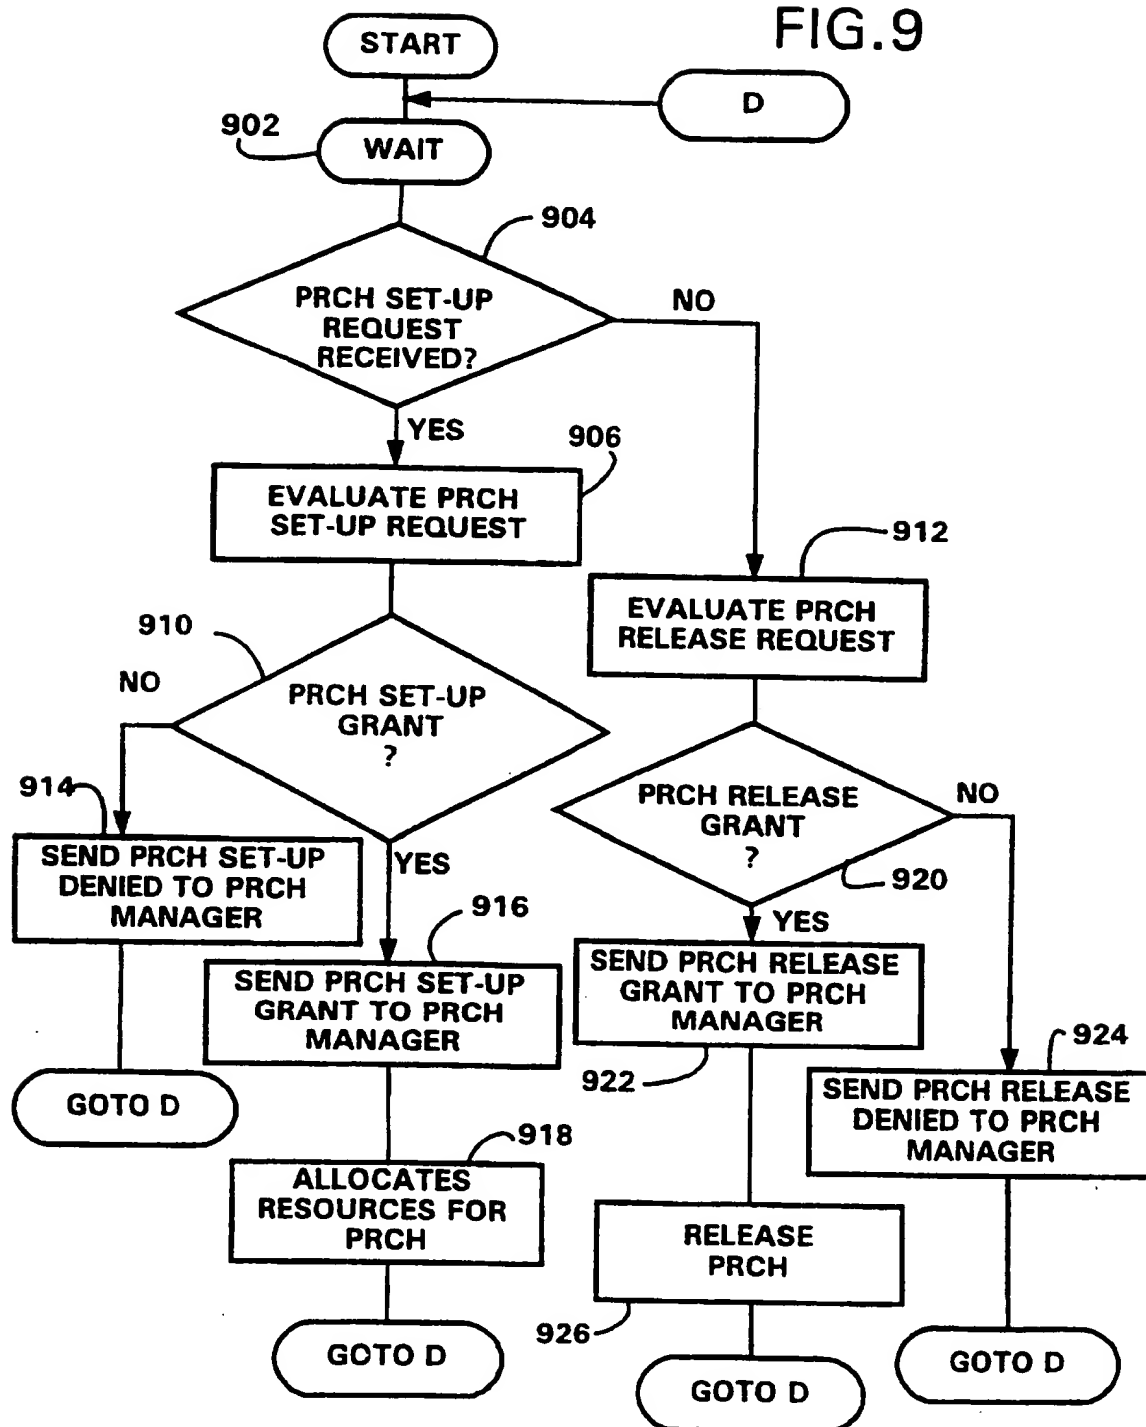 FIG.9
START
D
902
WAIT
904
PRCH SET-UP
REQUEST
RECEIVED?
NO
YES
906
EVALUATE PRCH
SET-UP REQUEST
912
EVALUATE PRCH
RELEASE REQUEST
910
NO
PRCH SET-UP
GRANT
?
914
SEND PRCH SET-UP
DENIED TO PRCH
MANAGER
YES
PRCH RELEASE
GRANT
?
NO
920
916
YES
SEND PRCH SET-UP
GRANT TO PRCH
MANAGER
SEND PRCH RELEASE
GRANT TO PRCH
MANAGER
922
924
SEND PRCH RELEASE
DENIED TO PRCH
MANAGER
GOTO D
918
ALLOCATES
RESOURCES FOR
PRCH
RELEASE
PRCH
926
GOTO D
GOTO D
GOTO D